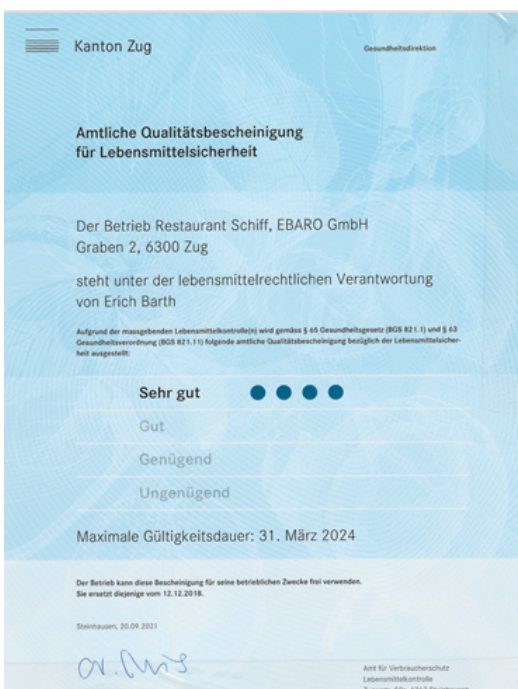 Kanton Zug
Gesundheitsdirektion
Amtliche Qualitätsbescheinigung
für Lebensmittelsicherheit
Der Betrieb Restaurant Schiff, EBARO GmbH
Graben 2, 6300 Zug
steht unter der lebensmittelrechtlichen Verantwortung
von Erich Barth
Aufgrund der massgebenden Lebensmittelkontrolle(n) wird gemäss § 65 Gesundheitsgesetz (BGS 821.1) und § 63
Gesundheitsverordnung (BGS 821.11) folgende amtliche Qualitätsbescheinigung bezüglich der Lebensmittelsicher-
heit ausgestellt:
Sehr gut
Gut
Genügend
Ungenügend
Maximale Gültigkeitsdauer: 31. März 2024
Der Betrieb kann diese Bescheinigung für seine betrieblichen Zwecke frei verwenden.
Sie ersetzt diejenige vom 12.12.2018.
Steinhausen, 20.09.2021
Amt für Verbraucherschutz
Lebensmittelkontrolle